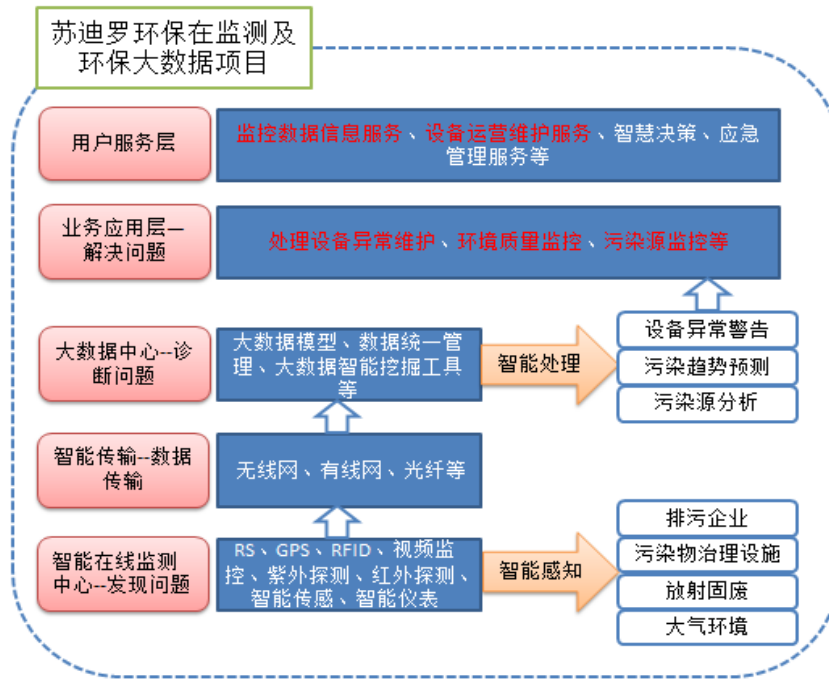 苏迪罗环保在监测及
环保大数据项目
用户服务层
监控数据信息服务、设备运营维护服务、智慧决策、应急
管理服务等
业务应用层—
解决问题
处理设备异常维护、环境质量监控、污染源监控等
大数据中心--诊
断问题
大数据模型、数据统一管
理、大数据智能挖掘工具
等
智能处理
设备异常警告
污染趋势预测
污染源分析
智能传输--数据
传输
无线网、有线网、光纤等
智能在线监测
中心--发现问题
RS、GPS、RFID、视频监
控、紫外探测、红外探测、
智能传感、智能仪表
智能感知
排污企业
污染物治理设施
放射固废
大气环境